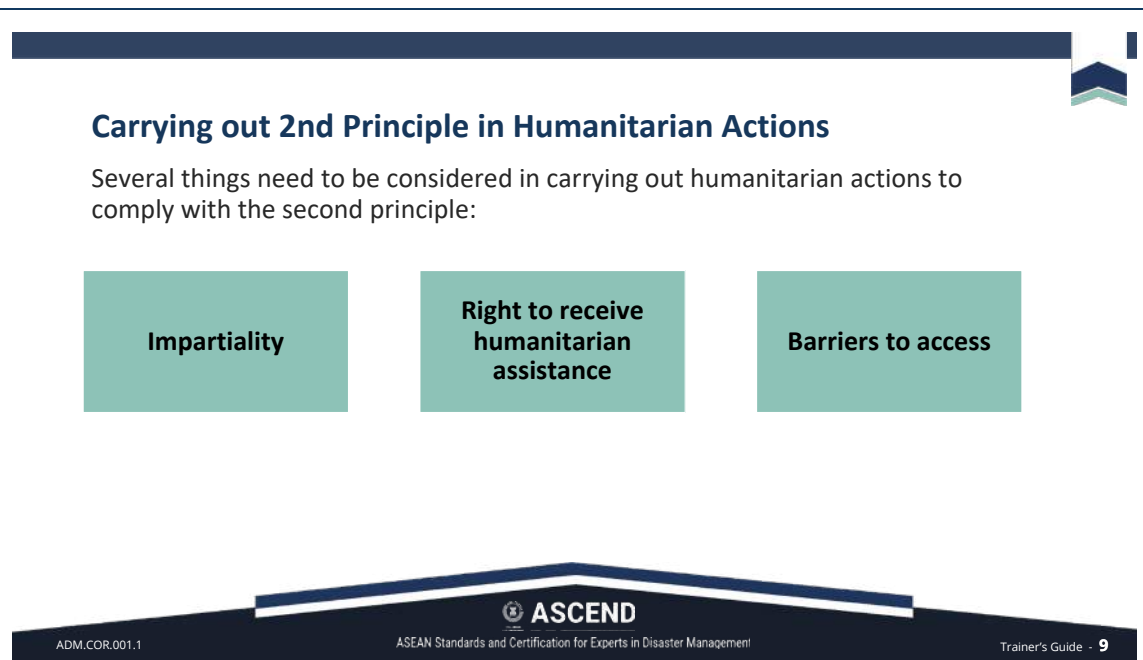 Carrying out 2nd Principle in Humanitarian Actions
Several things need to be considered in carrying out humanitarian actions to
comply with the second principle:
Impartiality
Right to receive
humanitarian
assistance
Barriers to access
ASCEND
ADM.COR.001.1
ASEAN Standards and Certification for Experts in Disaster Management
Trainer's Guide - 9